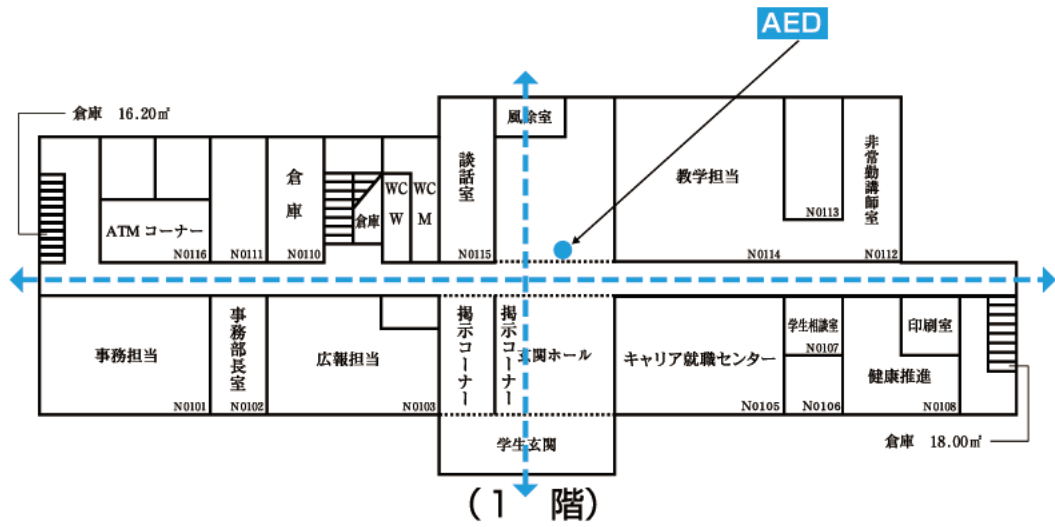 AED
倉庫 16.20㎡
風除室
談話室
N0115
教学担当
N0114
N0113
非常勤講師室
N0112
ATM コーナー
N0116
N0111
倉庫
N0110
倉庫
WC
W
WC
M
事務担当
N0101
事務部長室
N0102
広報担当
N0103
掲示コーナー
掲示コーナー
玄関ホール
キャリア就職センター
N0105
学生相談室
N0107
N0106
印刷室
健康推進
N0108
学生玄関
倉庫 18.00㎡
(1 階)